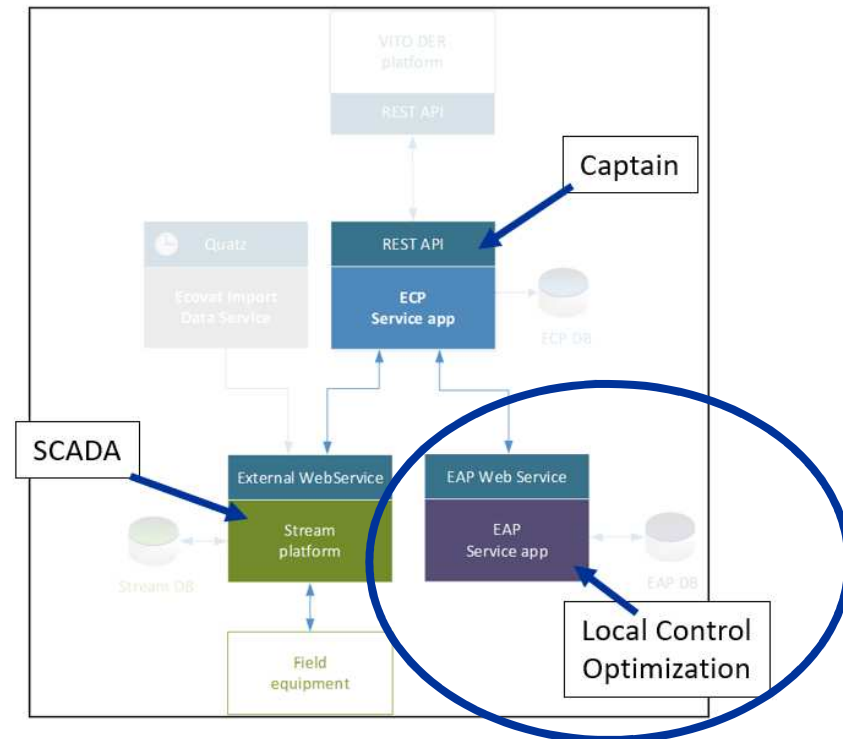 VITO DER
platform
REST API
Captain
Quatz
REST API
Ecovat Import
Data Service
ECP
Service app
ECP DB
SCADA
External WebService
EAP Web Service
Stream
platform
EAP
Service app
Stream DB
EAP DB
Local Control
Optimization
Field
equipment